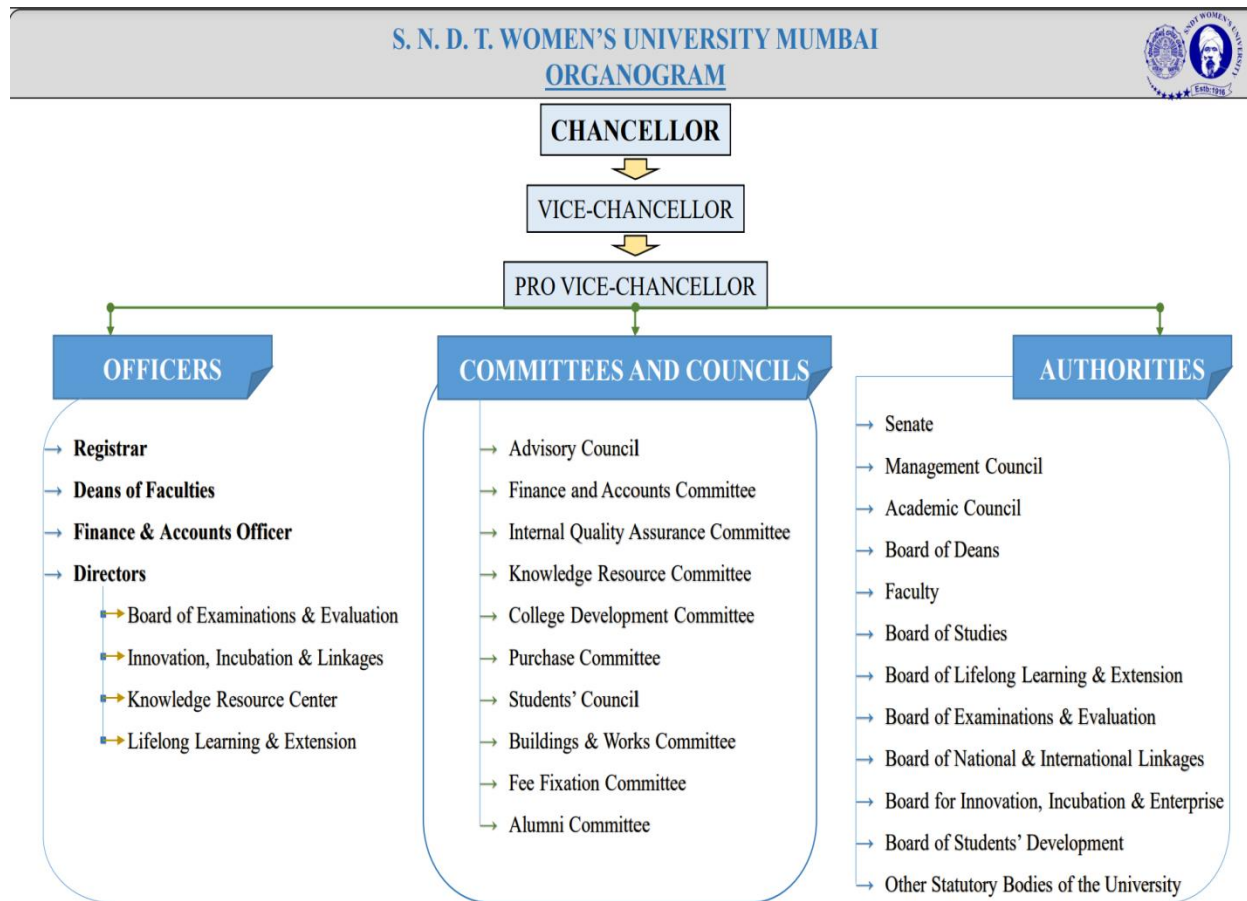 S. N. D. T. WOMEN'S UNIVERSITY MUMBAI
ORGANOGRAM
SNDT WOMEN'S UNIVERSITY
Estb:1916
CHANCELLOR
VICE-CHANCELLOR
PRO VICE-CHANCELLOR
OFFICERS
Registrar
Deans of Faculties
Finance & Accounts Officer
Directors
Board of Examinations & Evaluation
Innovation, Incubation & Linkages
Knowledge Resource Center
Lifelong Learning & Extension
COMMITTEES AND COUNCILS
Advisory Council
Finance and Accounts Committee
Internal Quality Assurance Committee
Knowledge Resource Committee
College Development Committee
Purchase Committee
Students' Council
Buildings & Works Committee
Fee Fixation Committee
Alumni Committee
AUTHORITIES
Senate
Management Council
Academic Council
Board of Deans
Faculty
Board of Studies
Board of Lifelong Learning & Extension
Board of Examinations & Evaluation
Board of National & International Linkages
Board for Innovation, Incubation & Enterprise
Board of Students' Development
Other Statutory Bodies of the University